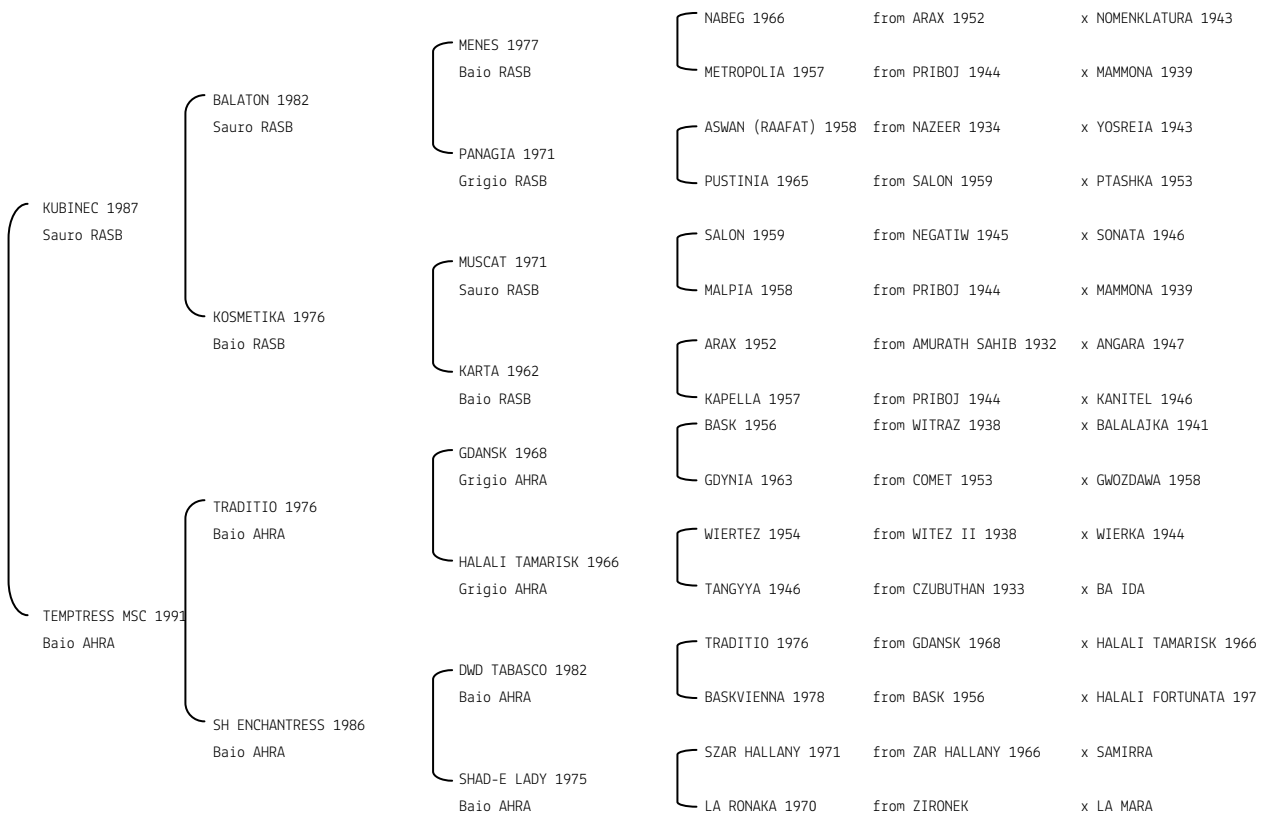 NABEG 1966 from ARAX 1952 x NOMENKLATURA 1943
MENES 1977
Baio RASB
METROPOLIA 1957 from PRIBOJ 1944 x MAMMONA 1939
BALATON 1982
Sauro RASB
ASWAN (RAAFAT) 1958 from NAZEER 1934 x YOSREIA 1943
PANAGIA 1971
Grigio RASB
PUSTINIA 1965 from SALON 1959 x PTASHKA 1953
KUBINEC 1987
Sauro RASB
SALON 1959 from NEGATIW 1945 x SONATA 1946
MUSCAT 1971
Sauro RASB
MALPIA 1958 from PRIBOJ 1944 x MAMMONA 1939
KOSMETIKA 1976
Baio RASB
ARAX 1952 from AMURATH SAHIB 1932 x ANGARA 1947
KARTA 1962
Baio RASB
KAPELLA 1957 from PRIBOJ 1944 x KANITEL 1946
BASK 1956 from WITRAZ 1938 x BALALAJKA 1941
GDANSK 1968
Grigio AHRA
GDYNIA 1963 from COMET 1953 x GWOZDAWA 1958
TRADITIO 1976
Baio AHRA
WIERTEZ 1954 from WITEZ II 1938 x WIERKA 1944
HALALI TAMARISK 1966
Grigio AHRA
TANGYYA 1946 from CZUBUTHAN 1933 x BA IDA
TEMPTRESS MSC 1991
Baio AHRA
TRADITIO 1976 from GDANSK 1968 x HALALI TAMARISK 1966
DWD TABASCO 1982
Baio AHRA
BASKVIENNA 1978 from BASK 1956 x HALALI FORTUNATA 197
SH ENCHANTRESS 1986
Baio AHRA
SZAR HALLANY 1971 from ZAR HALLANY 1966 x SAMIRRA
SHAD-E LADY 1975
Baio AHRA
LA RONAKA 1970 from ZIRONEK x LA MARA